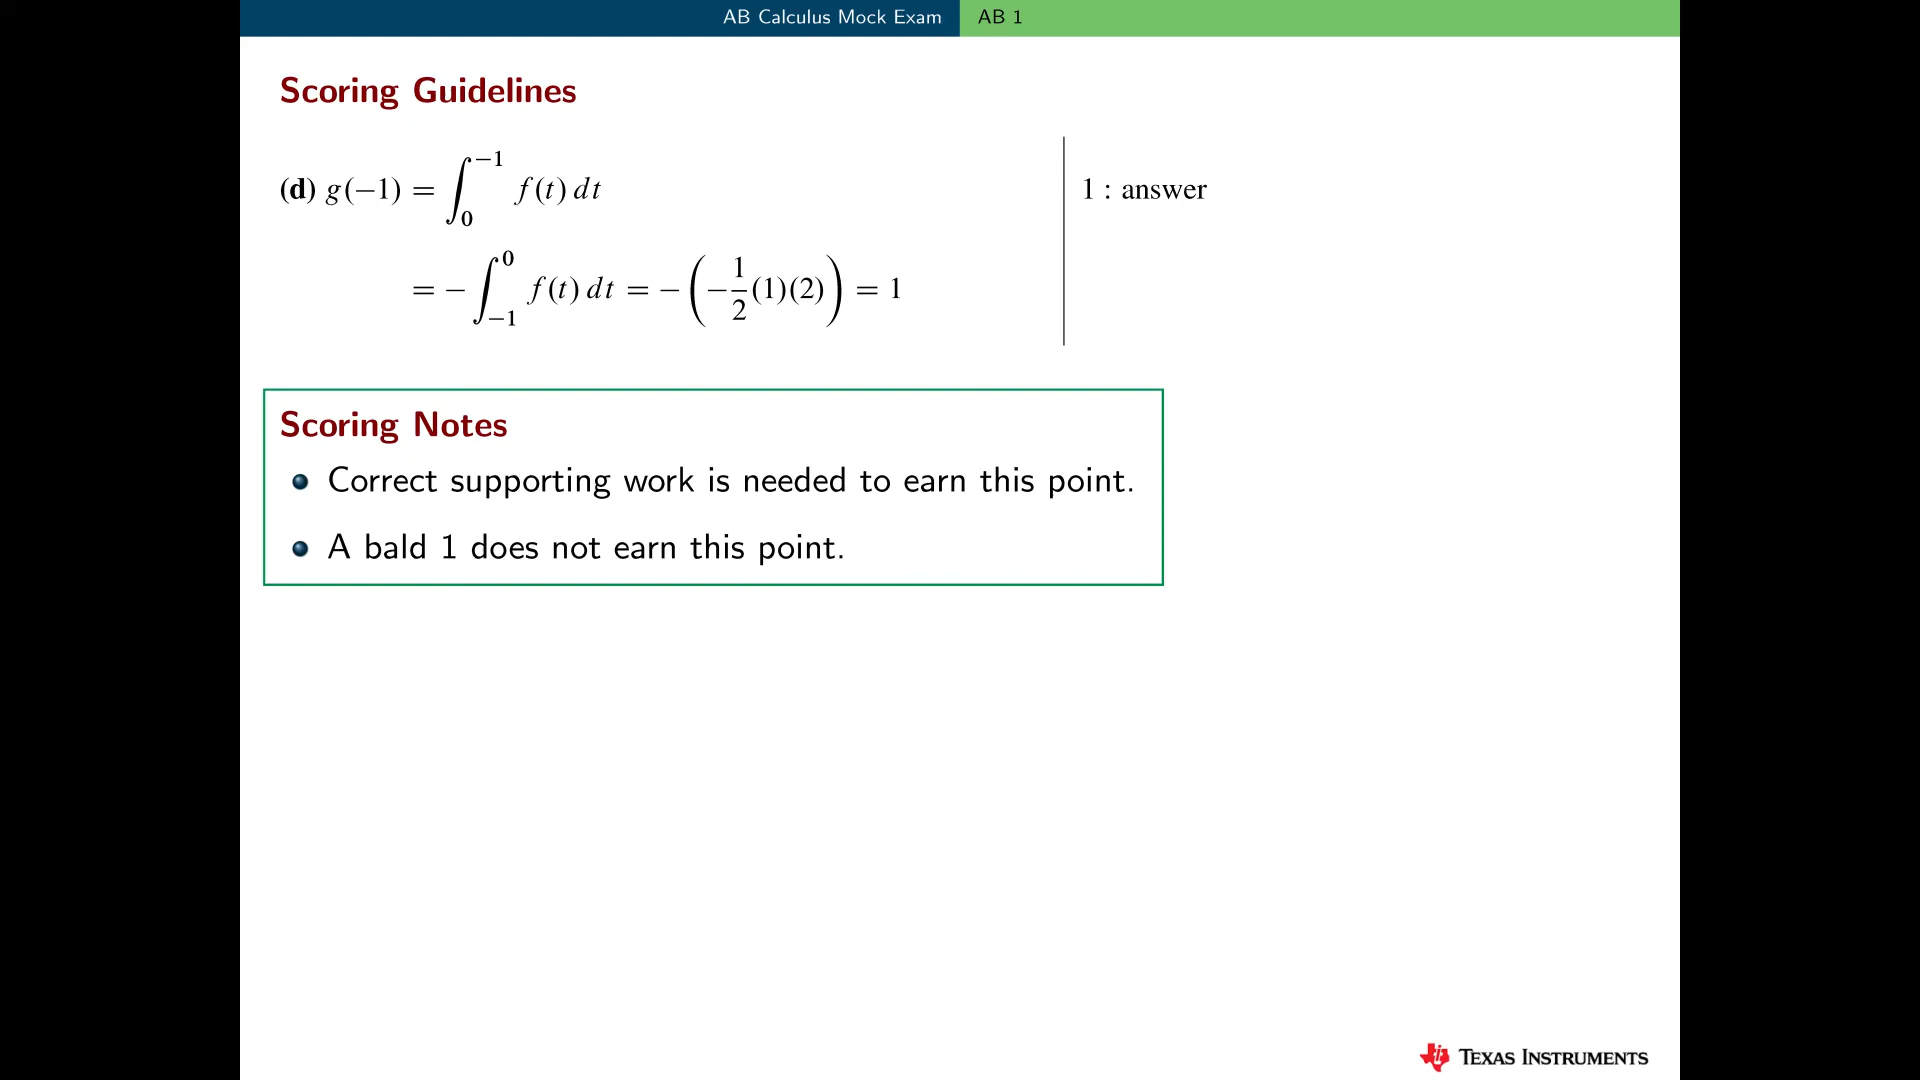 AB Calculus Mock Exam AB 1
Scoring Guidelines
(d) g(−1) = ∫₀⁻¹ f(t) dt
1 : answer
= −∫₋₁⁰ f(t) dt = −(−1/2(1)(2)) = 1
Scoring Notes
Correct supporting work is needed to earn this point.
A bald 1 does not earn this point.
TEXAS INSTRUMENTS